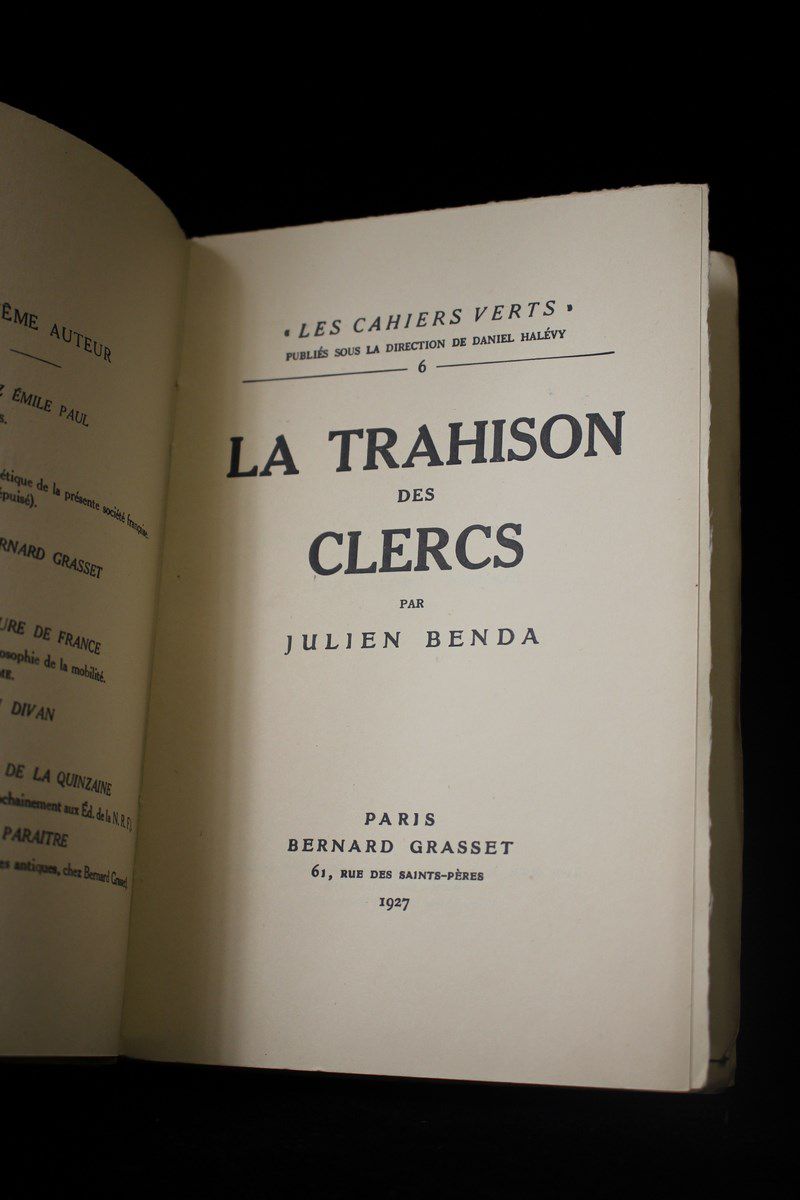 ÊME AUTEUR
ÉMILE PAUL
étique de la présente société française.
épuisé).
RNARD GRASSET
URE DE FRANCE
osophie de la mobilité.
DIVAN
DE LA QUINZAINE
ochainement aux Éd. de la N. R. F.).
PARAITRE
es antiques, chez Bernard Grasset)
« LES CAHIERS VERTS »
PUBLIÉS SOUS LA DIRECTION DE DANIEL HALÉVY
6
LA TRAHISON
DES
CLERCS
PAR
JULIEN BENDA
PARIS
BERNARD GRASSET
61, RUE DES SAINTS-PÈRES
1927